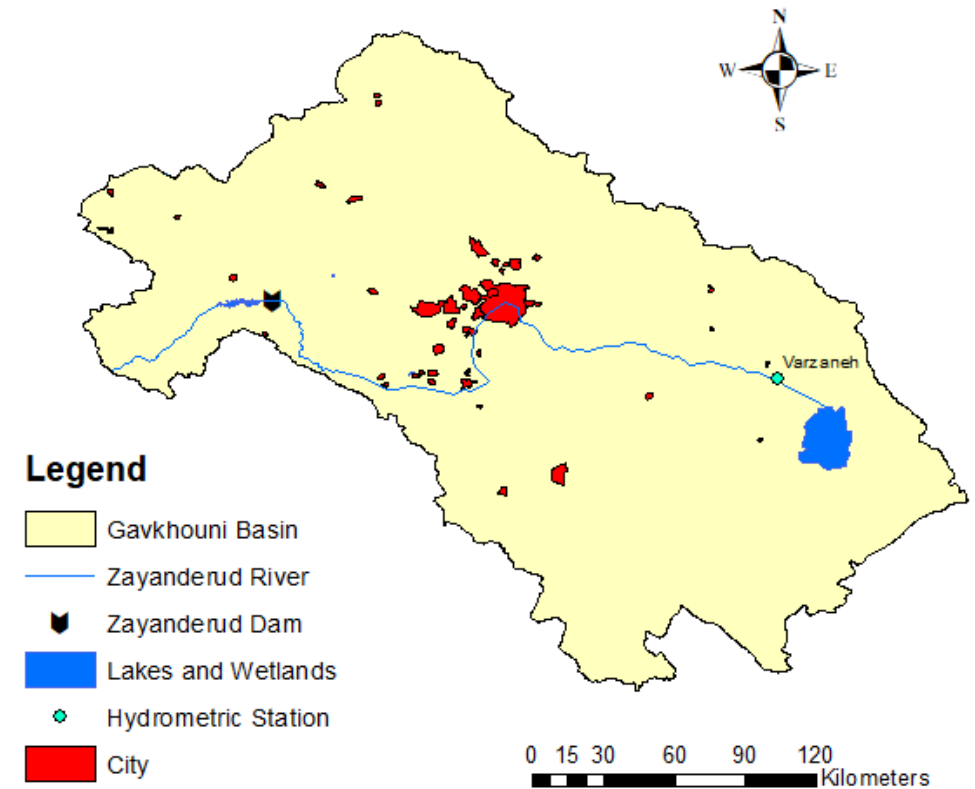 N
W E
S
Varzaneh
Legend
Gavkhouni Basin
Zayanderud River
Zayanderud Dam
Lakes and Wetlands
Hydrometric Station
City
0 15 30 60 90 120
Kilometers